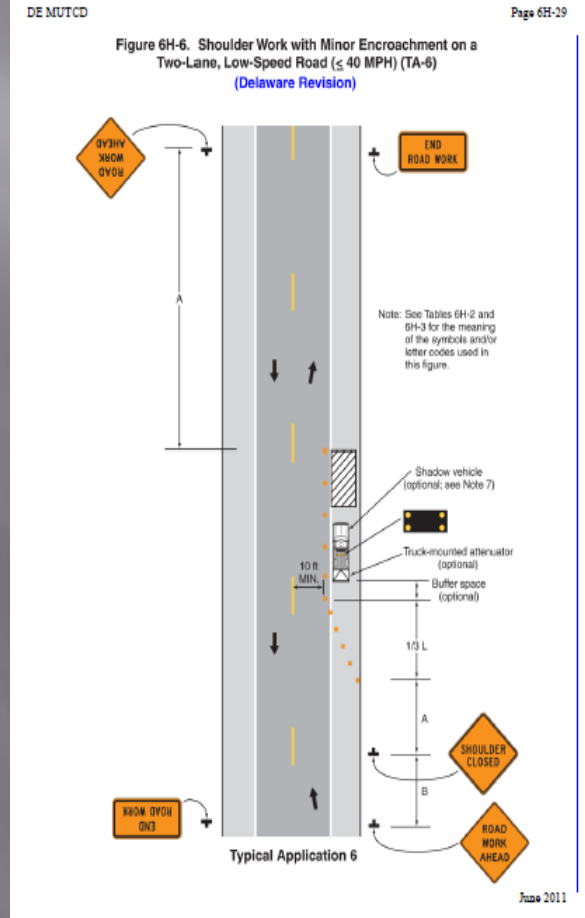 DE MUTCD
Page 6H-29
Figure 6H-6. Shoulder Work with Minor Encroachment on a
Two-Lane, Low-Speed Road (≤ 40 MPH) (TA-6)
(Delaware Revision)
ROAD
WORK
AHEAD
END
ROAD WORK
A
Note: See Tables 6H-2 and
6H-3 for the meaning
of the symbols and/or
letter codes used in
this figure.
Shadow vehicle
(optional; see Note 7)
Truck-mounted attenuator
(optional)
10 ft
MIN.
Buffer space
(optional)
1/3 L
A
SHOULDER
CLOSED
B
END
ROAD WORK
ROAD
WORK
AHEAD
Typical Application 6
June 2011